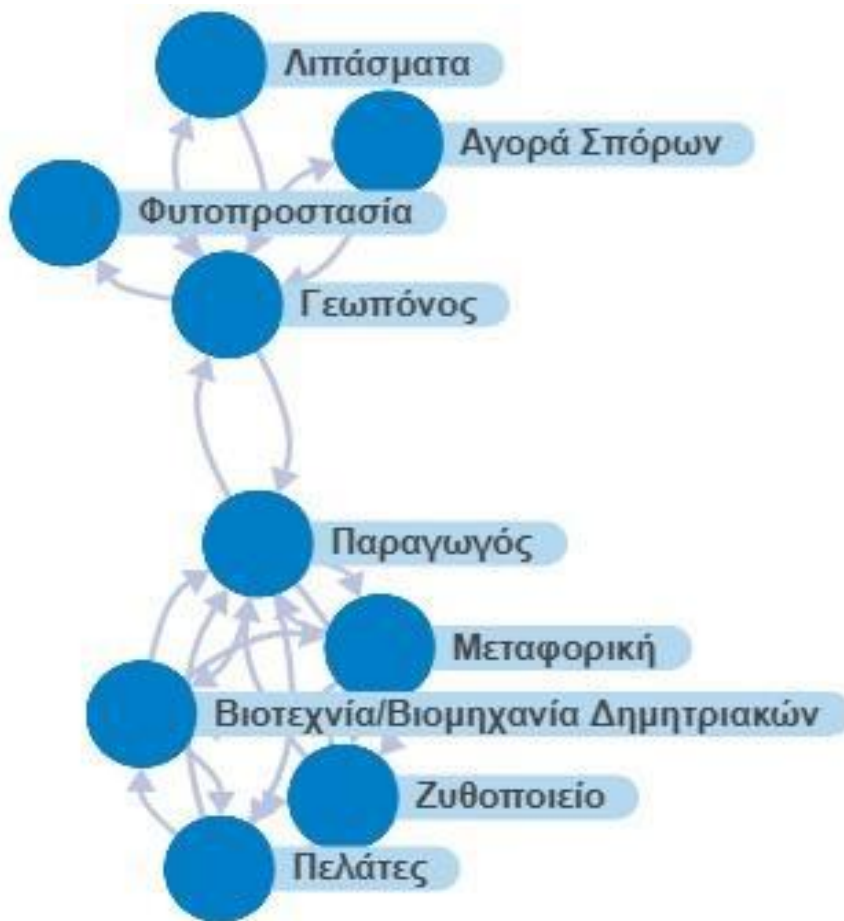 Λιπάσματα
Αγορά Σπόρων
Φυτοπροστασία
Γεωπόνος
Παραγωγός
Μεταφορική
Βιοτεχνία/Βιομηχανία Δημητριακών
Ζυθοποιείο
Πελάτες